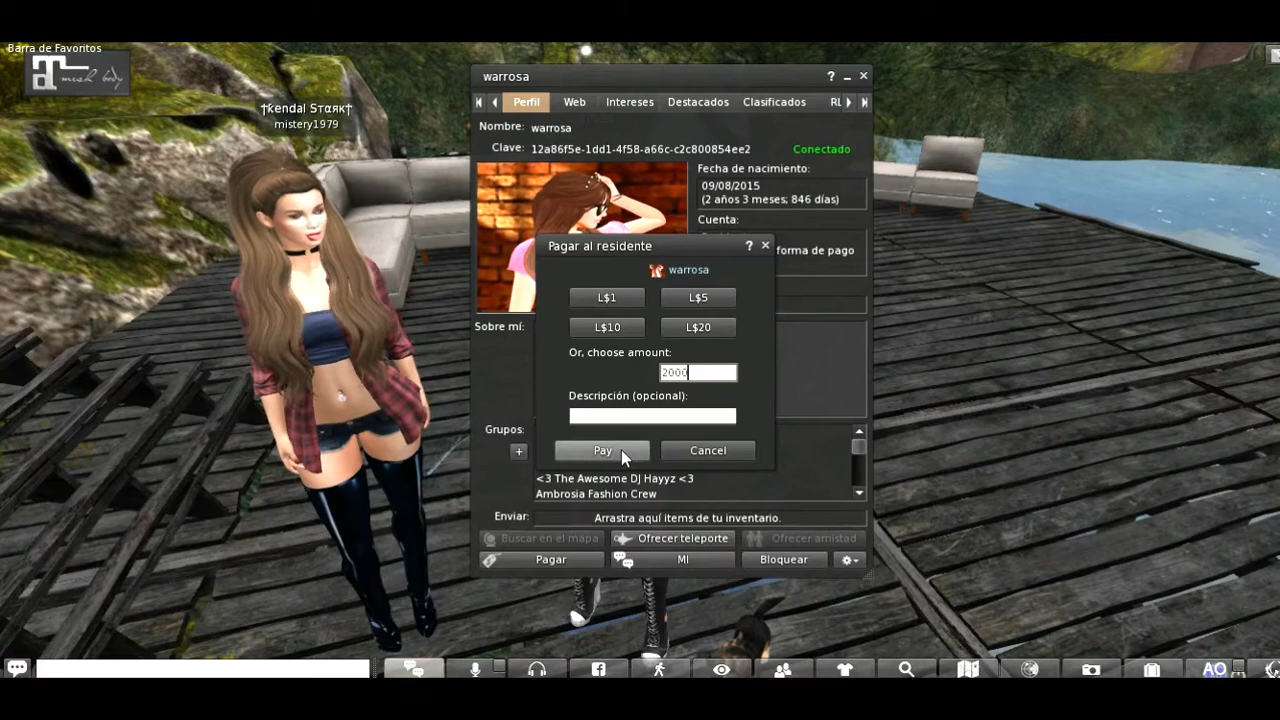 Barra de Favoritos
mesh body
†ƙendal Sταяκ†
mistery1979
warrosa
? _ ×
Perfil Web Intereses Destacados Clasificados
Nombre: warrosa
Clave: 12a86f5e-1dd1-4f58-a66c-c2c800854ee2 Conectado
Fecha de nacimiento:
09/08/2015
(2 años 3 meses; 846 días)
Cuenta:
forma de pago
Pagar al residente ? ×
warrosa
L$1 L$5
L$10 L$20
Or, choose amount:
2000
Descripción (opcional):
Pay Cancel
Sobre mí:
Grupos:
+
<3 The Awesome DJ Hayyz <3
Ambrosia Fashion Crew
Enviar: Arrastra aquí items de tu inventario.
Buscar en el mapa Ofrecer teleporte Ofrecer amistad
Pagar MI Bloquear
AO